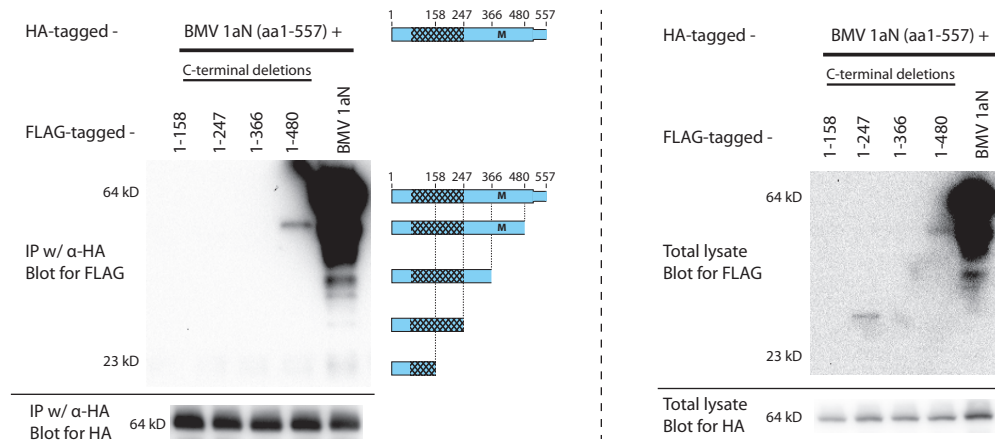 HA-tagged -
BMV 1aN (aa1-557) +
C-terminal deletions
FLAG-tagged -
1-158
1-247
1-366
1-480
BMV 1aN
64 kD
IP w/ α-HA
Blot for FLAG
23 kD
IP w/ α-HA
Blot for HA
64 kD
1 158 247 366 480 557
M
1 158 247 366 480 557
M
M
HA-tagged -
BMV 1aN (aa1-557) +
C-terminal deletions
FLAG-tagged -
1-158
1-247
1-366
1-480
BMV 1aN
64 kD
Total lysate
Blot for FLAG
23 kD
Total lysate
Blot for HA
64 kD